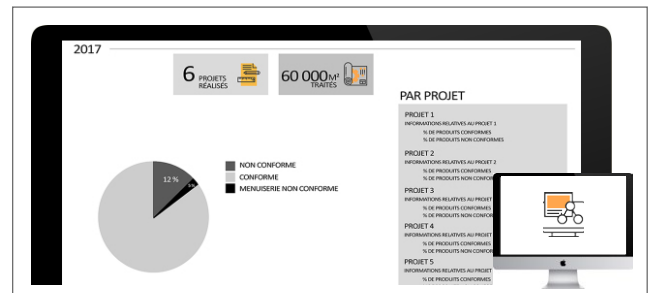 2017
6 PROJETS
RÉALISÉS
60 000M²
TRAITÉS
12 %
NON CONFORME
CONFORME
MENUISERIE NON CONFORME
PAR PROJET
PROJET 1
INFORMATIONS RELATIVES AU PROJET 1
% DE PRODUITS CONFORMES
% DE PRODUITS NON CONFORMES
PROJET 2
INFORMATIONS RELATIVES AU PROJET 2
% DE PRODUITS CONFORMES
% DE PRODUITS NON CONFOR
PROJET 3
INFORMATIONS RELATIVES AU PROJET
% DE PRODUITS CONFORMES
% DE PRODUITS NON CONFOR
PROJET 4
INFORMATIONS RELATIVES AU PROJET
% DE PRODUITS CONFORMES
% DE PRODUITS NON CONFOR
PROJET 5
INFORMATIONS RELATIVES AU PROJET
% DE PRODUITS CONFORMES